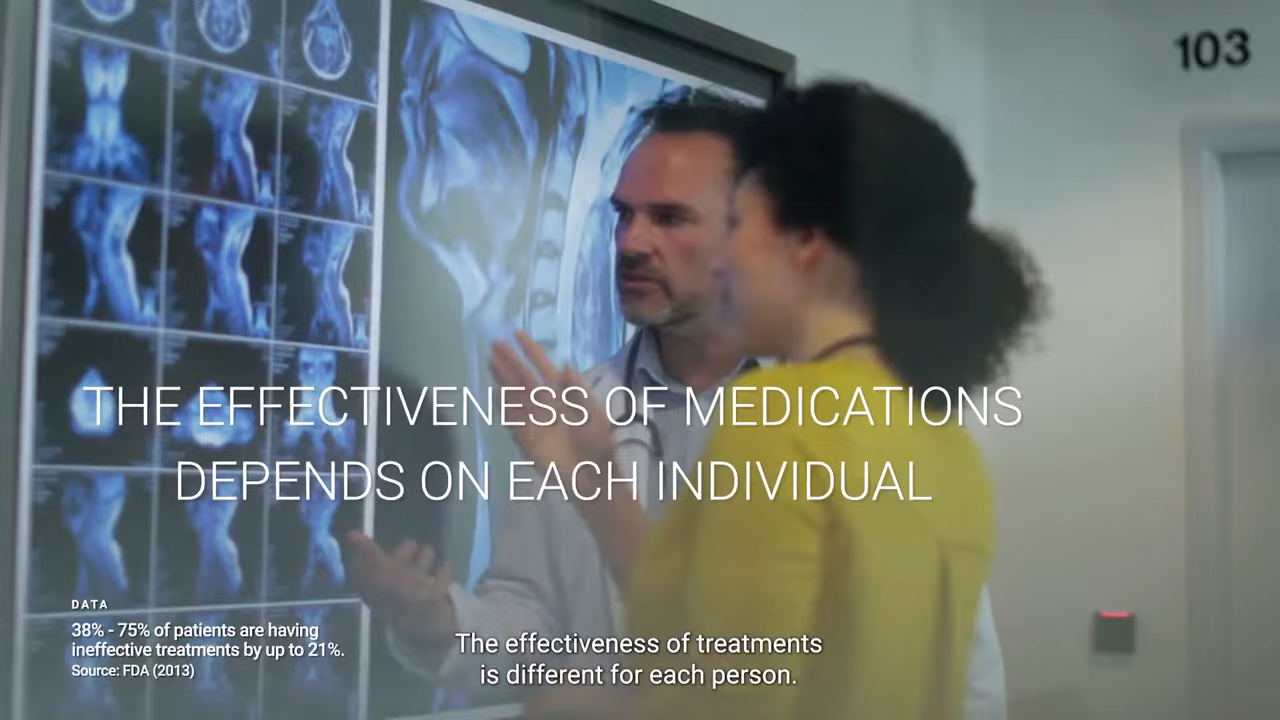 103
THE EFFECTIVENESS OF MEDICATIONS
DEPENDS ON EACH INDIVIDUAL
DATA
38% - 75% of patients are having
ineffective treatments by up to 21%.
Source: FDA (2013)
The effectiveness of treatments
is different for each person.